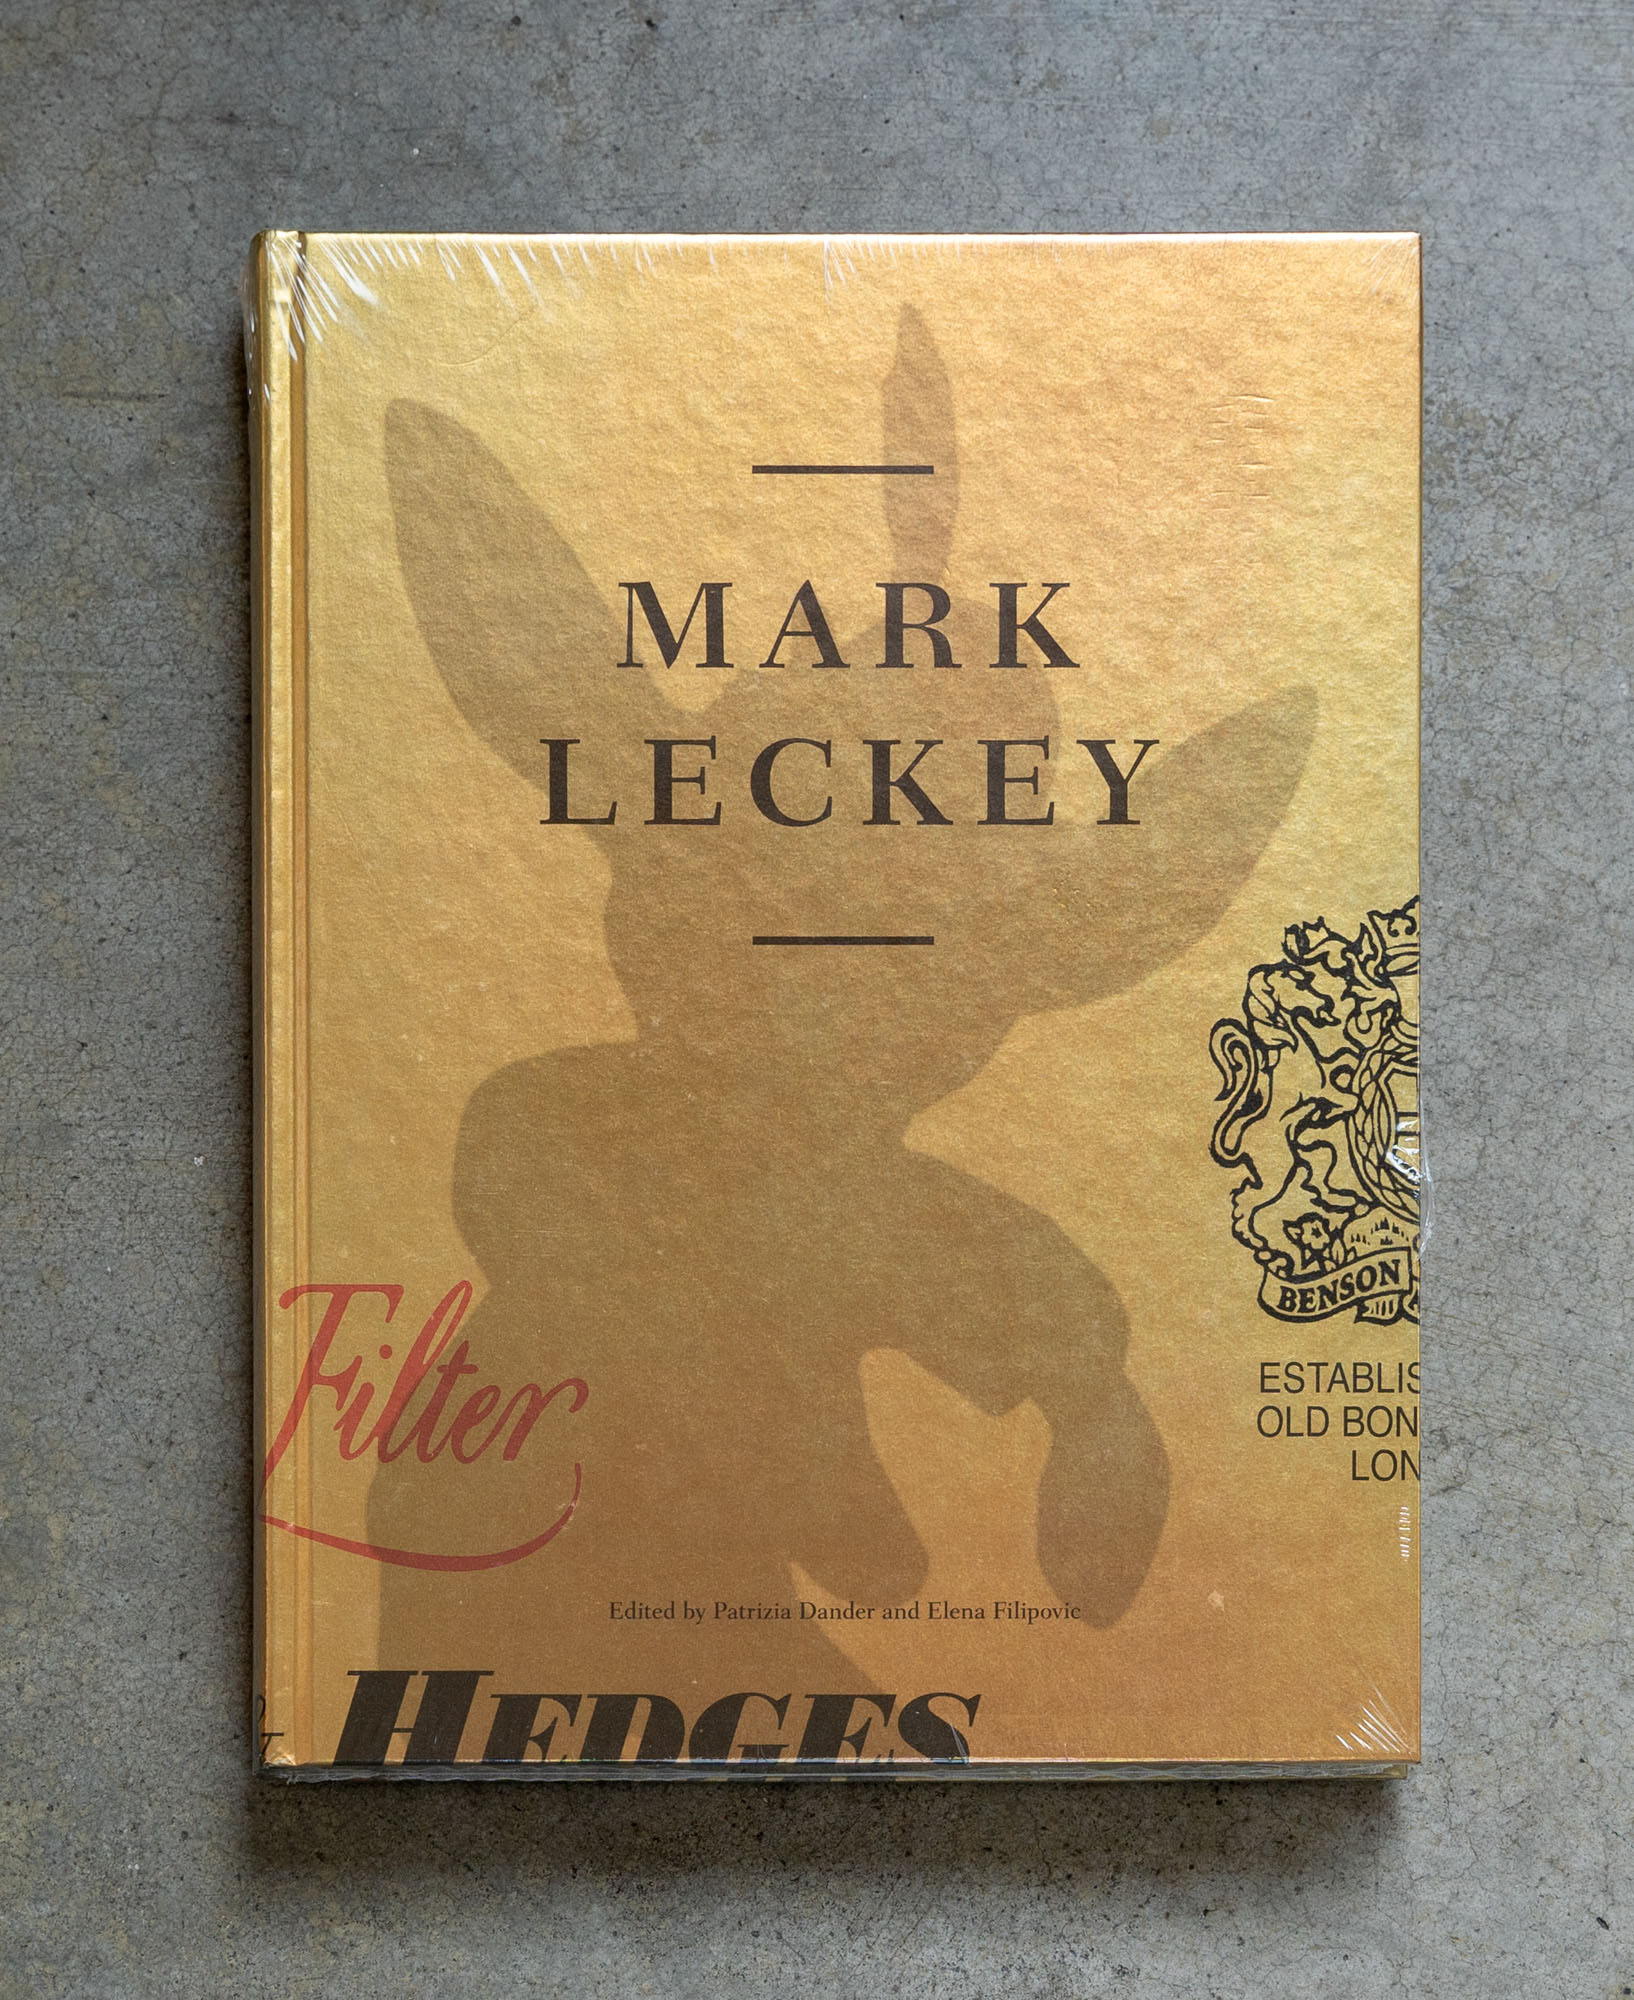 MARK
LECKEY
BENSON
ESTABLIS
OLD BON
LON
Filter
Edited by Patrizia Dander and Elena Filipovic
HEDGES